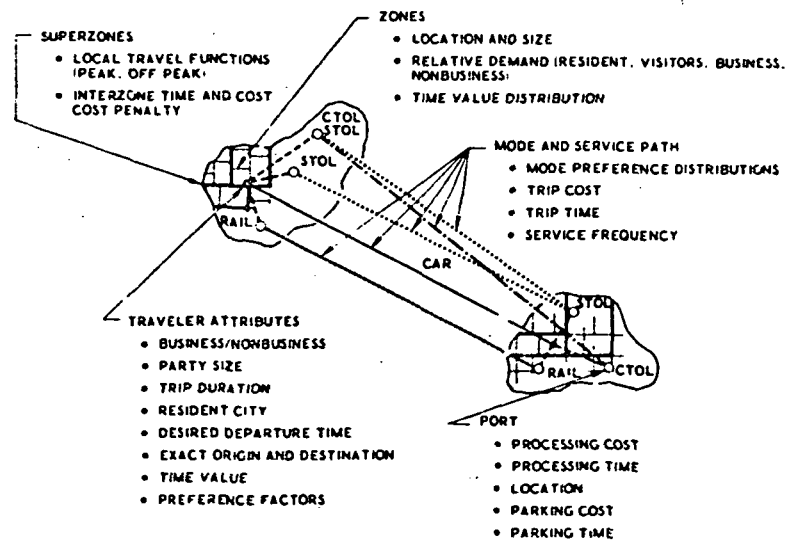 ZONES
• LOCATION AND SIZE
• RELATIVE DEMAND (RESIDENT, VISITORS, BUSINESS,
NONBUSINESS)
• TIME VALUE DISTRIBUTION
SUPERZONES
• LOCAL TRAVEL FUNCTIONS
(PEAK, OFF PEAK)
• INTERZONE TIME AND COST
COST PENALTY
CTOL
STOL
STOL
RAIL
MODE AND SERVICE PATH
• MODE PREFERENCE DISTRIBUTIONS
• TRIP COST
• TRIP TIME
• SERVICE FREQUENCY
CAR
STOL
RAIL
CTOL
TRAVELER ATTRIBUTES
• BUSINESS/NONBUSINESS
• PARTY SIZE
• TRIP DURATION
• RESIDENT CITY
• DESIRED DEPARTURE TIME
• EXACT ORIGIN AND DESTINATION
• TIME VALUE
• PREFERENCE FACTORS
PORT
• PROCESSING COST
• PROCESSING TIME
• LOCATION
• PARKING COST
• PARKING TIME